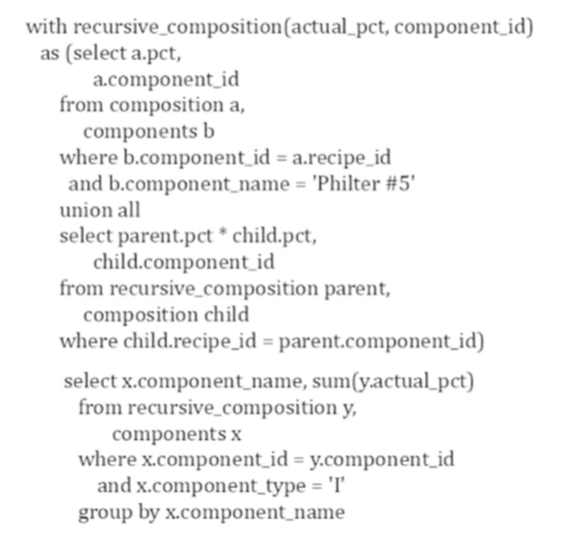 with recursive_composition(actual_pct, component_id)
as (select a.pct,
a.component_id
from composition a,
components b
where b.component_id = a.recipe_id
and b.component_name = 'Philter #5'
union all
select parent.pct * child.pct,
child.component_id
from recursive_composition parent,
composition child
where child.recipe_id = parent.component_id)
select x.component_name, sum(y.actual_pct)
from recursive_composition y,
components x
where x.component_id = y.component_id
and x.component_type = 'I'
group by x.component_name